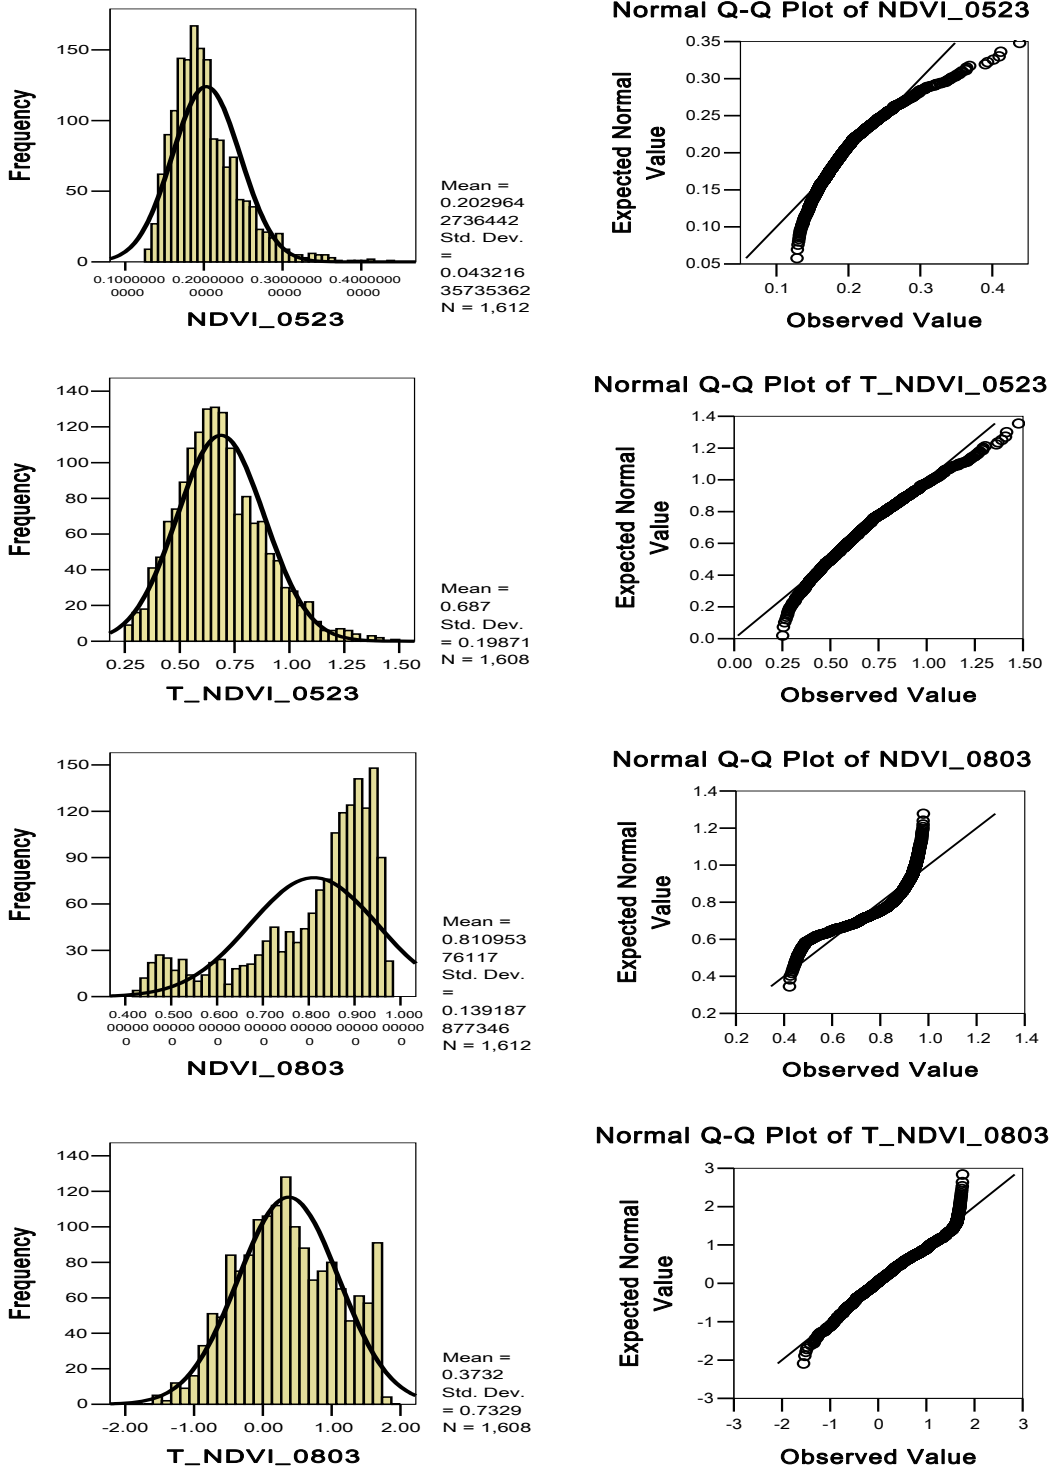 Frequency
150
100
50
0
0.1000000 0.2000000 0.3000000 0.4000000
0000 00000 0000 0000
NDVI_0523
Mean =
0.202964
2736442
Std. Dev.
=
0.043216
35735362
N = 1,612
Normal Q-Q Plot of NDVI_0523
Expected Normal
Value
0.35
0.30
0.25
0.20
0.15
0.10
0.05
0.1 0.2 0.3 0.4
Observed Value
Frequency
140
120
100
80
60
40
20
0
0.25 0.50 0.75 1.00 1.25 1.50
T_NDVI_0523
Mean =
0.687
Std. Dev.
= 0.19871
N = 1,608
Normal Q-Q Plot of T_NDVI_0523
Expected Normal
Value
1.4
1.2
1.0
0.8
0.6
0.4
0.2
0.0
0.00 0.25 0.50 0.75 1.00 1.25 1.50
Observed Value
Frequency
150
120
90
60
30
0
0.400 0.500 0.600 0.700 0.800 0.900 1.000
00000 00000 00000 00000 00000 00000 00000
0 0 0 0 0 0 0
NDVI_0803
Mean =
0.810953
76117
Std. Dev.
=
0.139187
877346
N = 1,612
Normal Q-Q Plot of NDVI_0803
Expected Normal
Value
1.4
1.2
1.0
0.8
0.6
0.4
0.2
0.2 0.4 0.6 0.8 1.0 1.2 1.4
Observed Value
Frequency
140
120
100
80
60
40
20
0
-2.00 -1.00 0.00 1.00 2.00
T_NDVI_0803
Mean =
0.3732
Std. Dev.
= 0.7329
N = 1,608
Normal Q-Q Plot of T_NDVI_0803
Expected Normal
Value
3
2
1
0
-1
-2
-3
-3 -2 -1 0 1 2 3
Observed Value